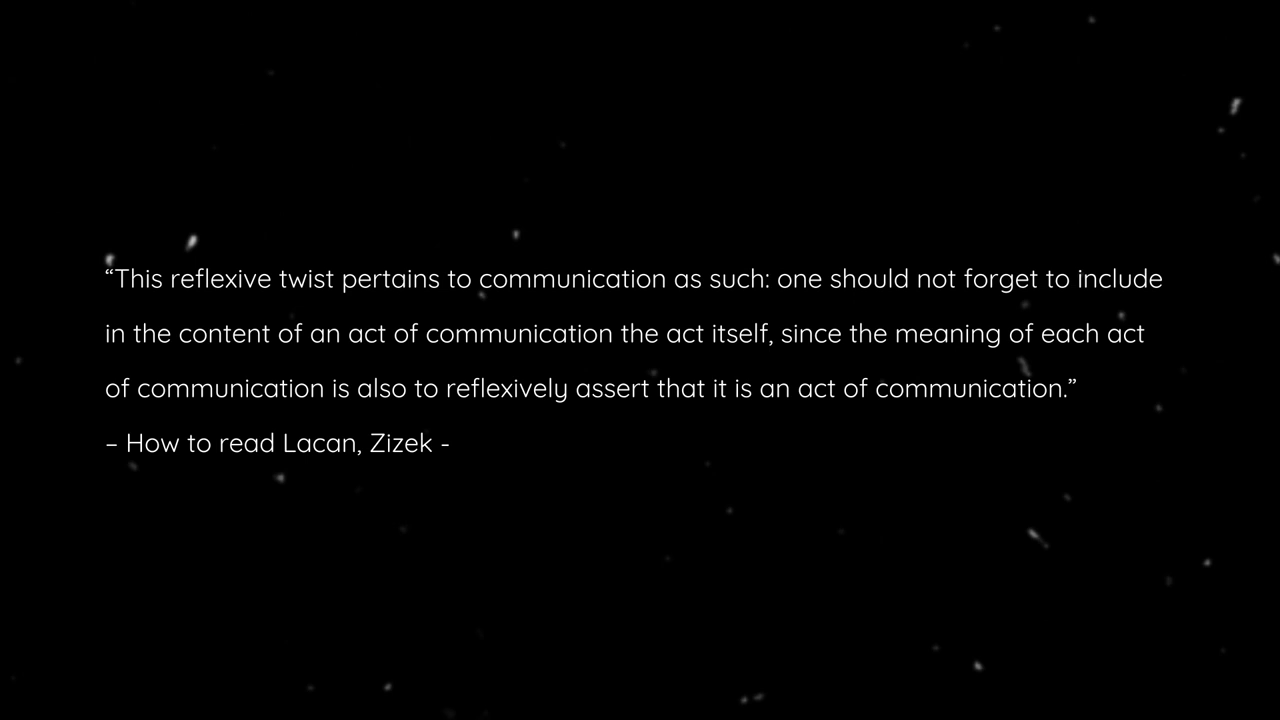 “This reflexive twist pertains to communication as such: one should not forget to include
in the content of an act of communication the act itself, since the meaning of each act
of communication is also to reflexively assert that it is an act of communication.”
– How to read Lacan, Zizek -